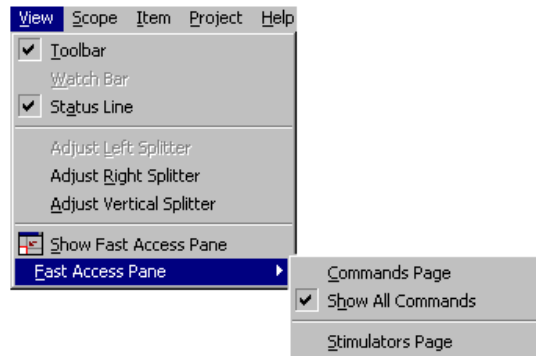 View Scope Item Project Help
Toolbar
Watch Bar
Status Line
Adjust Left Splitter
Adjust Right Splitter
Adjust Vertical Splitter
Show Fast Access Pane
Fast Access Pane
Commands Page
Show All Commands
Stimulators Page